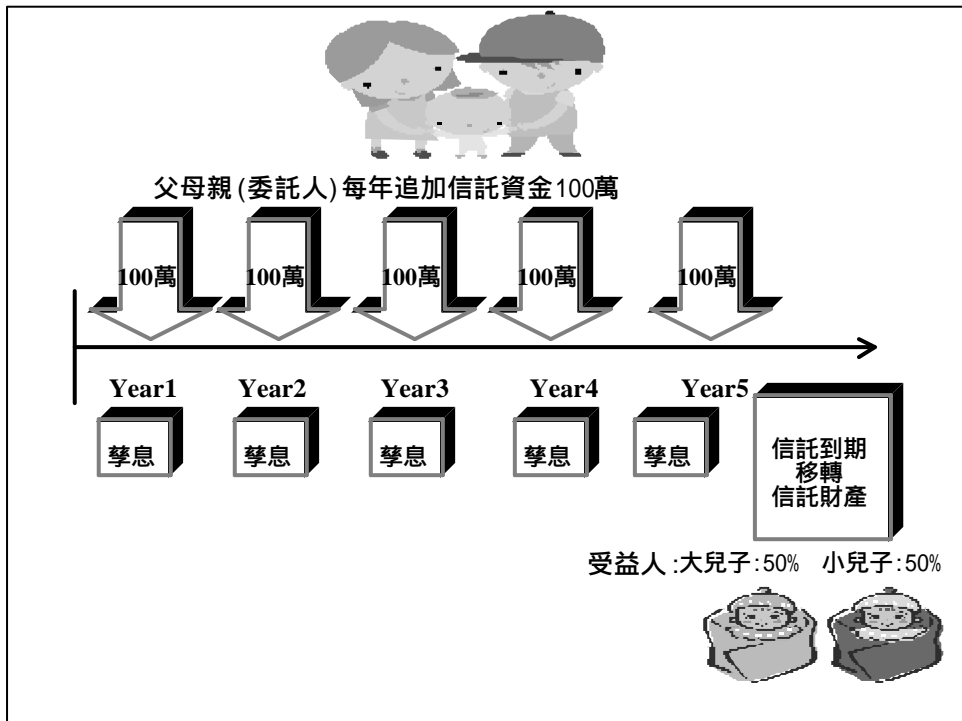 父母親(委託人)每年追加信託資金100萬
100萬 100萬 100萬 100萬 100萬
Year1 Year2 Year3 Year4 Year5
孳息 孳息 孳息 孳息 孳息
信託到期
移轉
信託財產
受益人:大兒子:50% 小兒子:50%